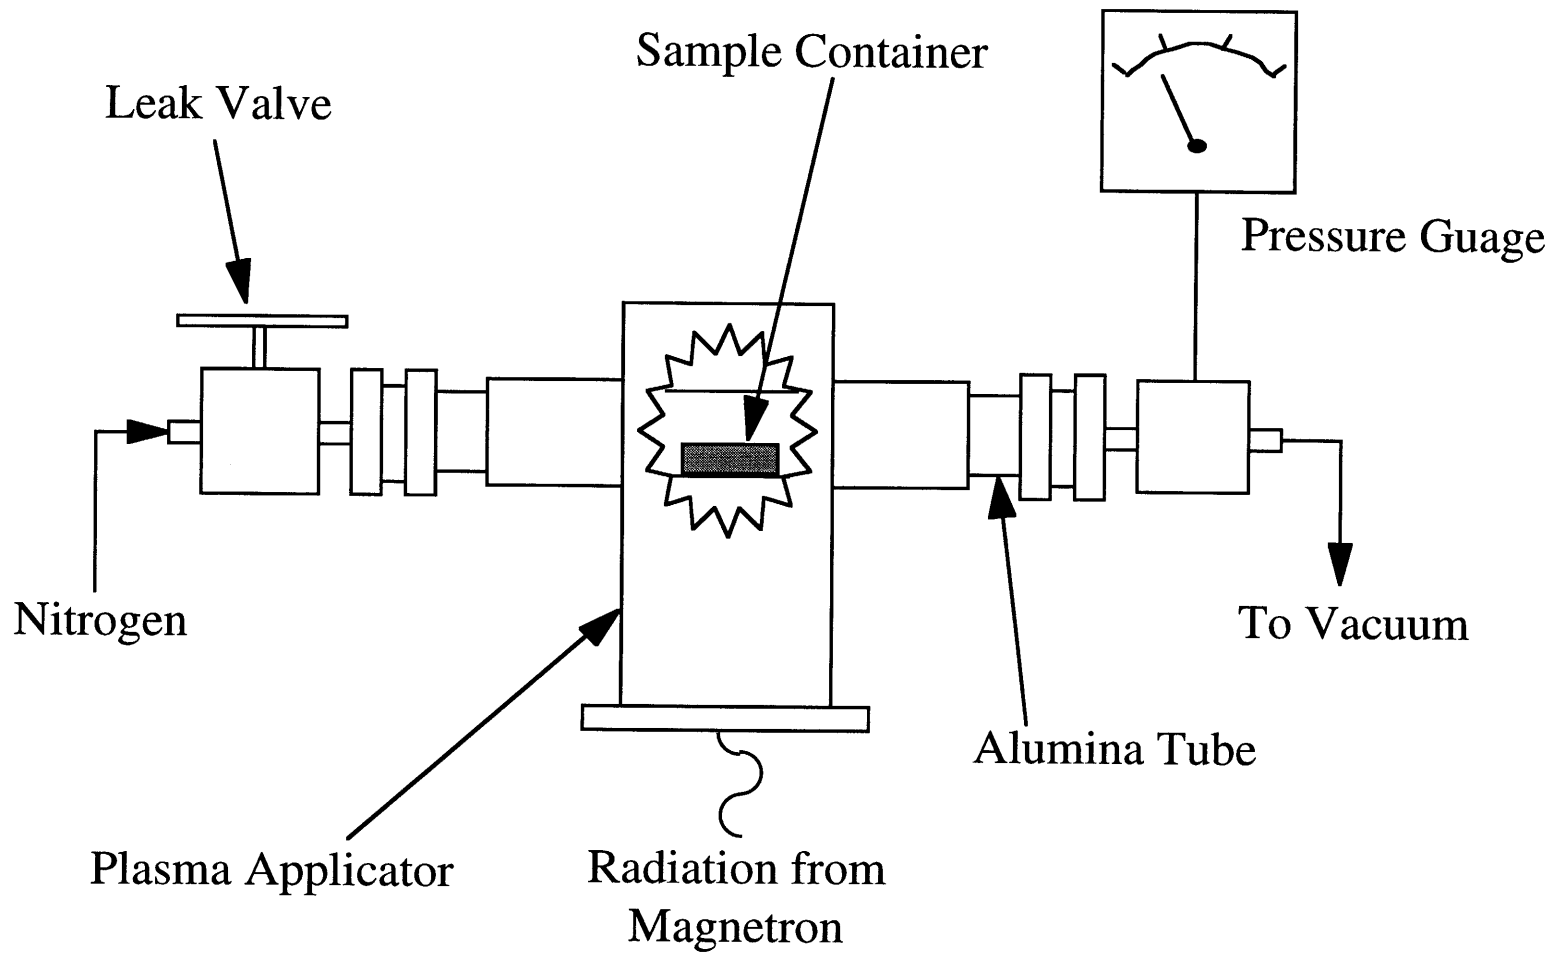 Sample Container
Leak Valve
Pressure Guage
Nitrogen
To Vacuum
Alumina Tube
Plasma Applicator
Radiation from
Magnetron